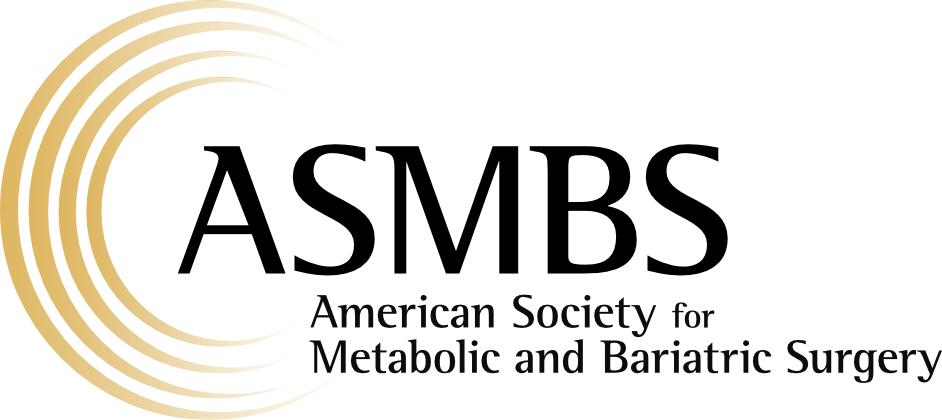 ASMBS
American Society for
Metabolic and Bariatric Surgery